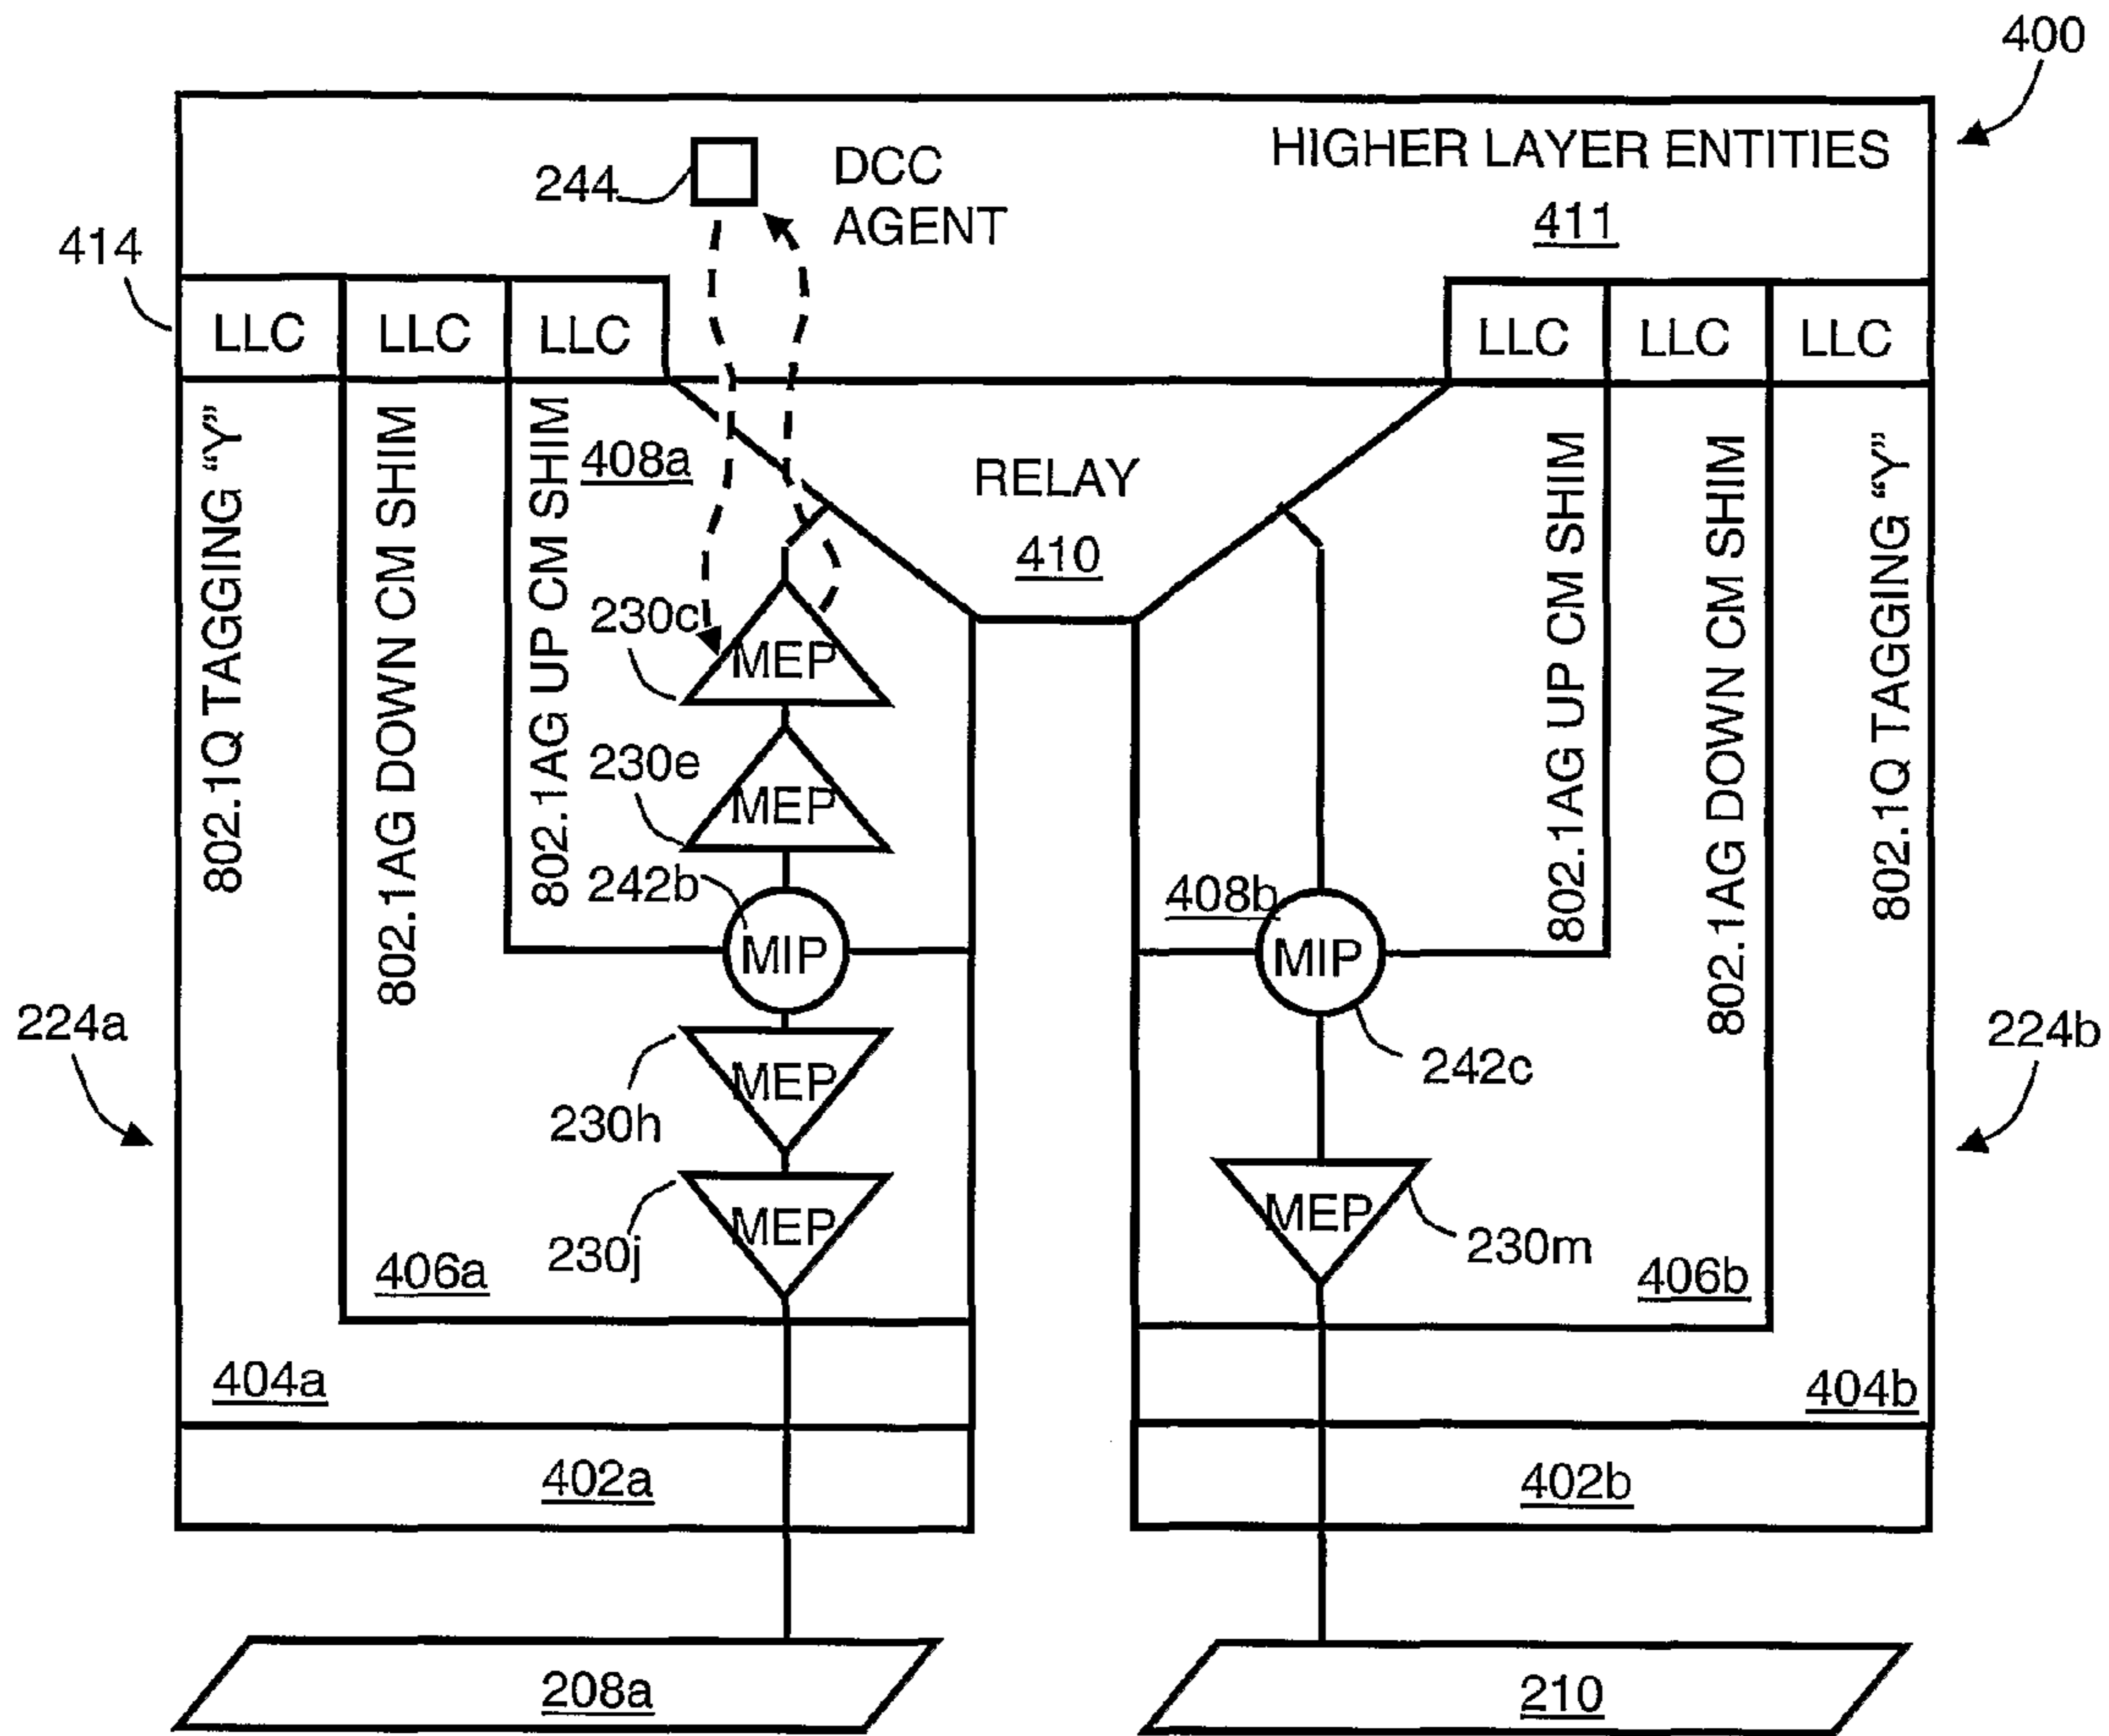 400
HIGHER LAYER ENTITIES
411
DCC
AGENT
244
414
LLC
LLC
LLC
LLC
LLC
LLC
802.1Q TAGGING “Y”
802.1AG DOWN CM SHIM
802.1AG UP CM SHIM
408a
RELAY
410
802.1AG UP CM SHIM
802.1AG DOWN CM SHIM
802.1Q TAGGING “Y”
230c
MEP
230e
MEP
242b
MIP
408b
MIP
242c
224a
224b
MEP
230h
MEP
230j
MEP
230m
406a
406b
404a
404b
402a
402b
208a
210